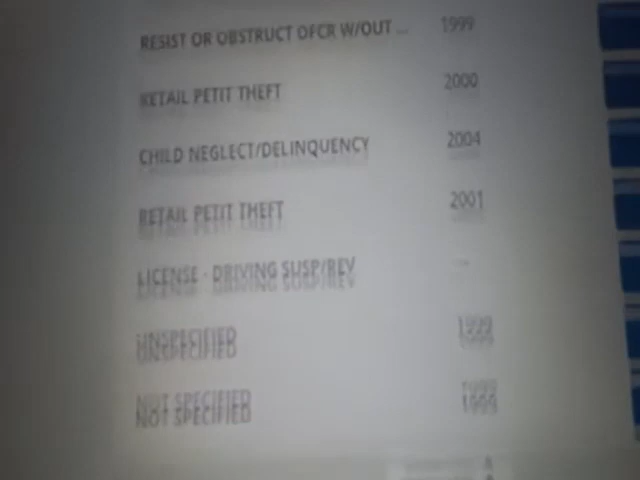 RESIST OR OBSTRUCT OFCR W/OUT ... 1999
RETAIL PETIT THEFT 2000
CHILD NEGLECT/DELINQUENCY 2004
RETAIL PETIT THEFT 2001
LICENSE - DRIVING SUSP/REV --
UNSPECIFIED 1999
NOT SPECIFIED 1999